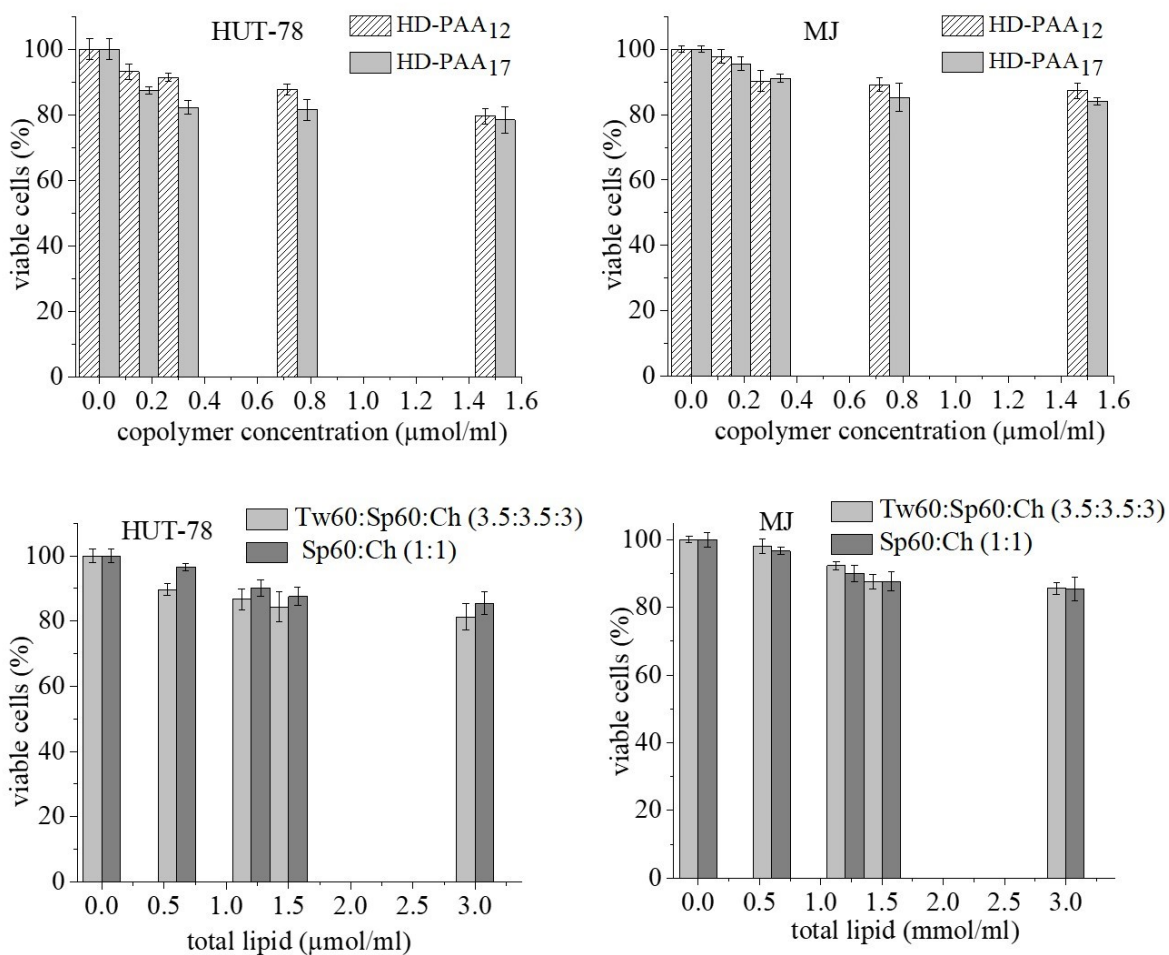 HUT-78
HD-PAA12
HD-PAA17
viable cells (%)
100
80
60
40
20
0
0.0 0.2 0.4 0.6 0.8 1.0 1.2 1.4 1.6
copolymer concentration (µmol/ml)
MJ
HD-PAA12
HD-PAA17
viable cells (%)
100
80
60
40
20
0
0.0 0.2 0.4 0.6 0.8 1.0 1.2 1.4 1.6
copolymer concentration (µmol/ml)
HUT-78
Tw60:Sp60:Ch (3.5:3.5:3)
Sp60:Ch (1:1)
viable cells (%)
100
80
60
40
20
0
0.0 0.5 1.0 1.5 2.0 2.5 3.0
total lipid (µmol/ml)
MJ
Tw60:Sp60:Ch (3.5:3.5:3)
Sp60:Ch (1:1)
viable cells (%)
100
80
60
40
20
0
0.0 0.5 1.0 1.5 2.0 2.5 3.0
total lipid (mmol/ml)